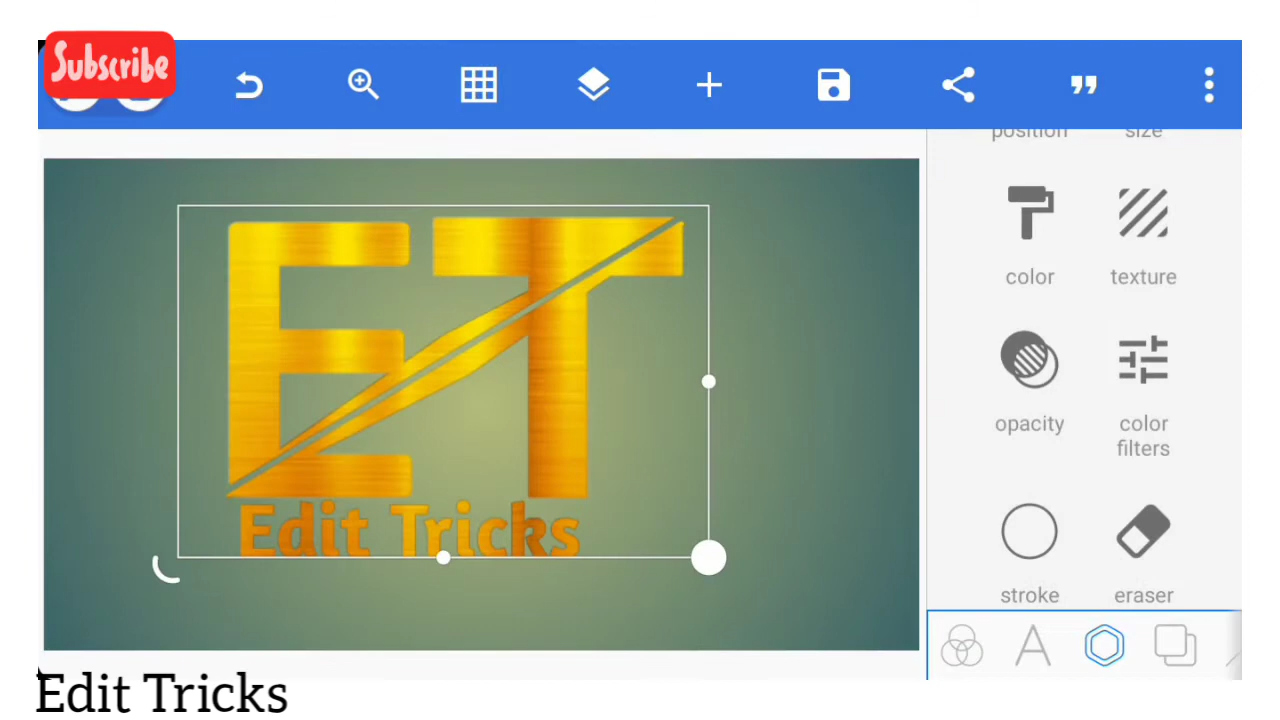 Subscribe
position size
color texture
opacity color filters
stroke eraser
ET
Edit Tricks
A
Edit Tricks